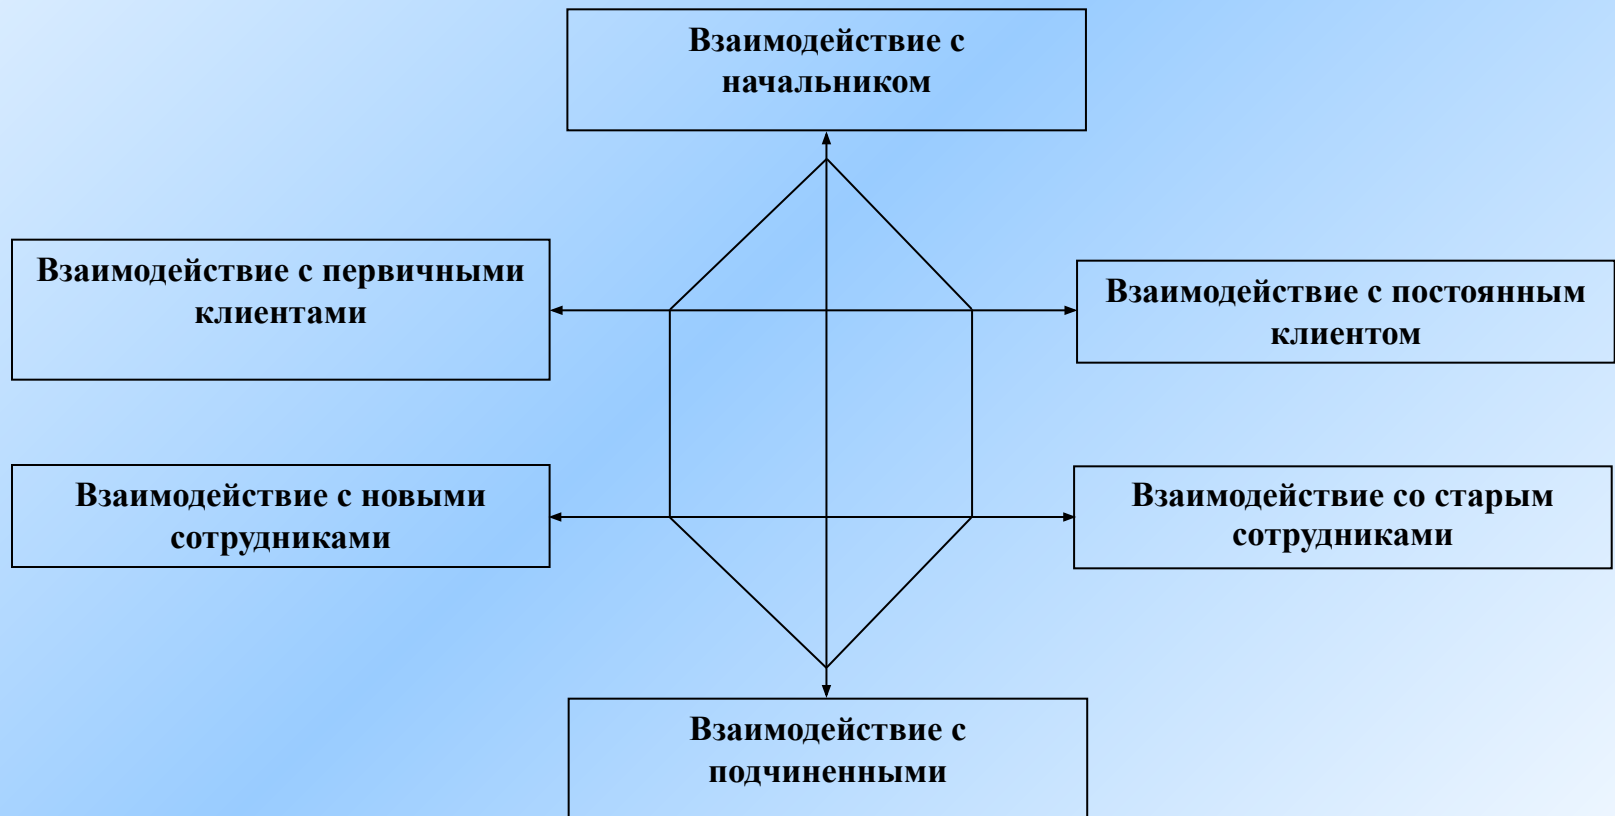 Взаимодействие с
начальником
Взаимодействие с первичными
клиентами
Взаимодействие с постоянным
клиентом
Взаимодействие с новыми
сотрудниками
Взаимодействие со старым
сотрудниками
Взаимодействие с
подчиненными